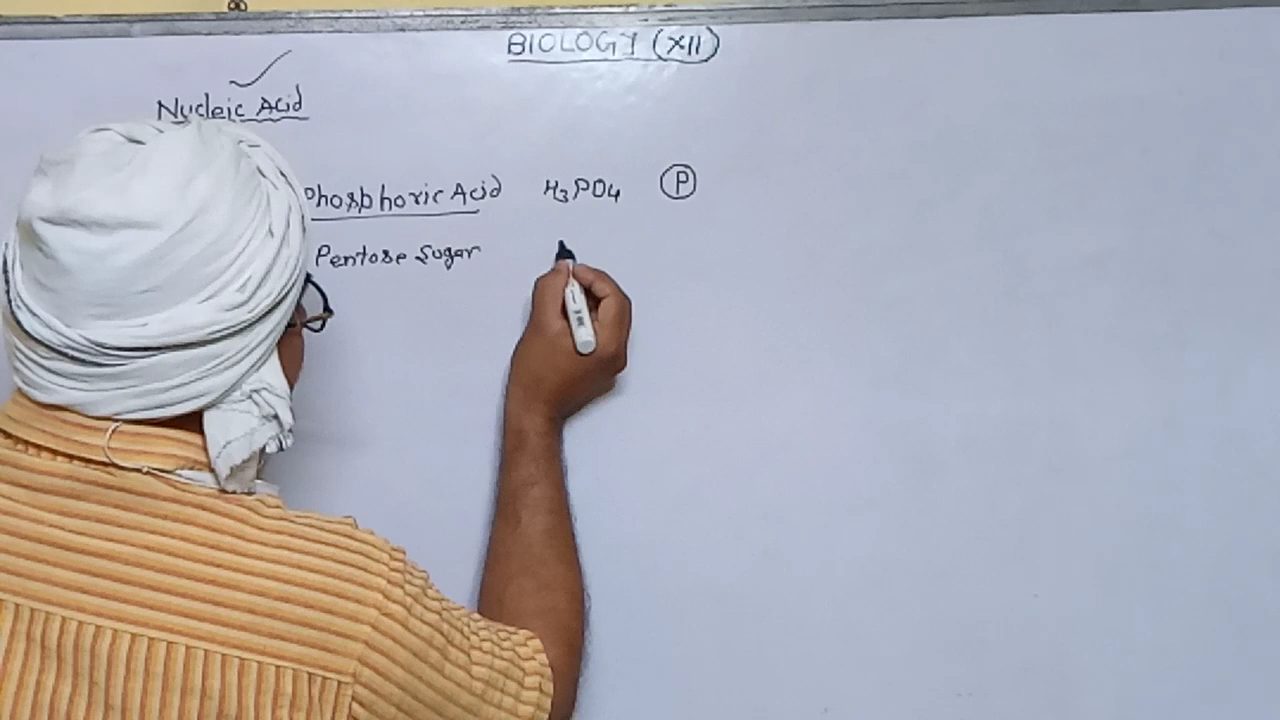 BIOLOGY (XII)
Nucleic Acid
Phosphoric Acid H3PO4 P
Pentose Sugar